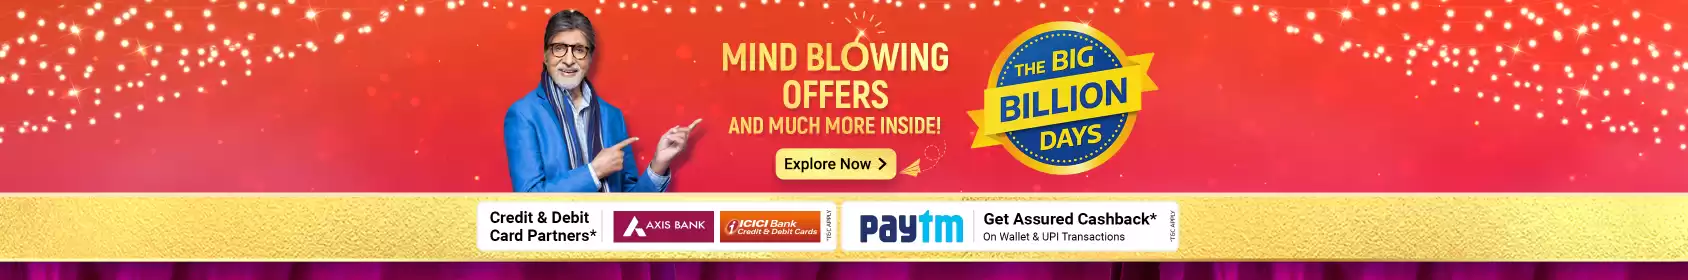 MIND BLOWING
OFFERS
AND MUCH MORE INSIDE!
Explore Now
THE BIG
BILLION
DAYS
Credit & Debit
Card Partners*
AXIS BANK
ICICI Bank
Credit & Debit Cards
*T&C APPLY
paytm
Get Assured Cashback*
On Wallet & UPI Transactions
*T&C APPLY